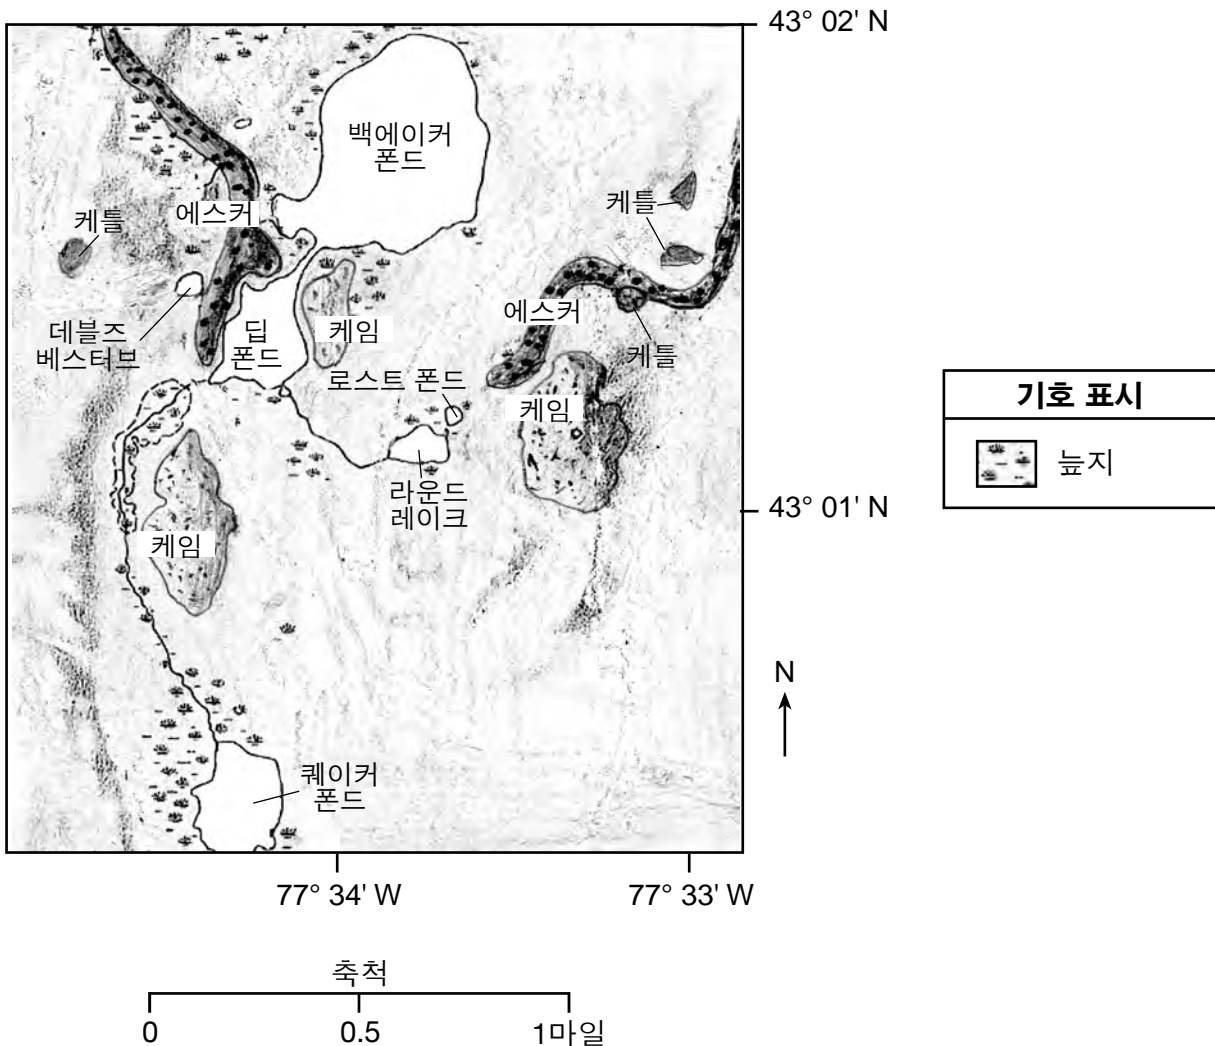 43° 02' N
백에이커
폰드
케틀
에스커
케틀
데블즈
베스터브
딥
폰드
케임
에스커
케틀
로스트 폰드
케임
라운드
레이크
43° 01' N
케임
퀘이커
폰드
기호 표시
늪지
N
77° 34' W
77° 33' W
축척
0
0.5
1마일